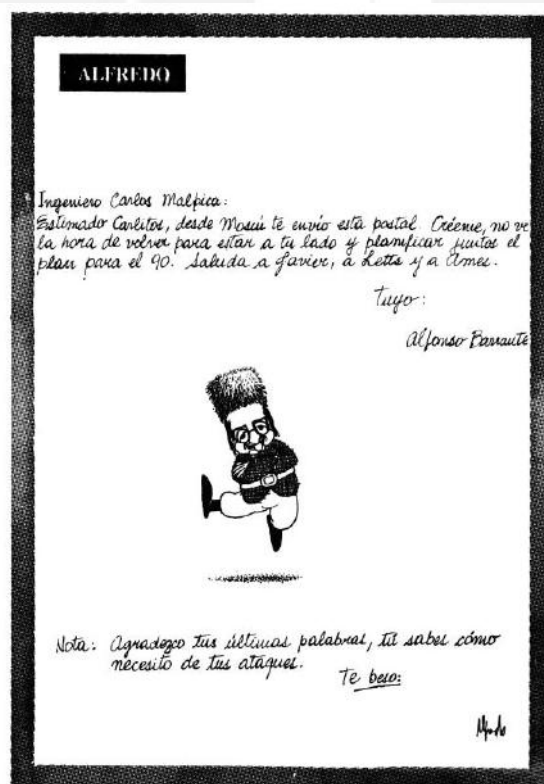 ALFREDO
Ingeniero Carlos Malpica:
Estimado Carlitos, desde Moscú te envío esta postal. Créeme, no ve
la hora de volver para estar a tu lado y planificar juntos el
plan para el 90. Saluda a Javier, a Letts y a Ames.
Tuyo:
Alfonso Barrante
Nota: Agradezco tus últimas palabras, tú sabes cómo
necesito de tus ataques.
Te beso: